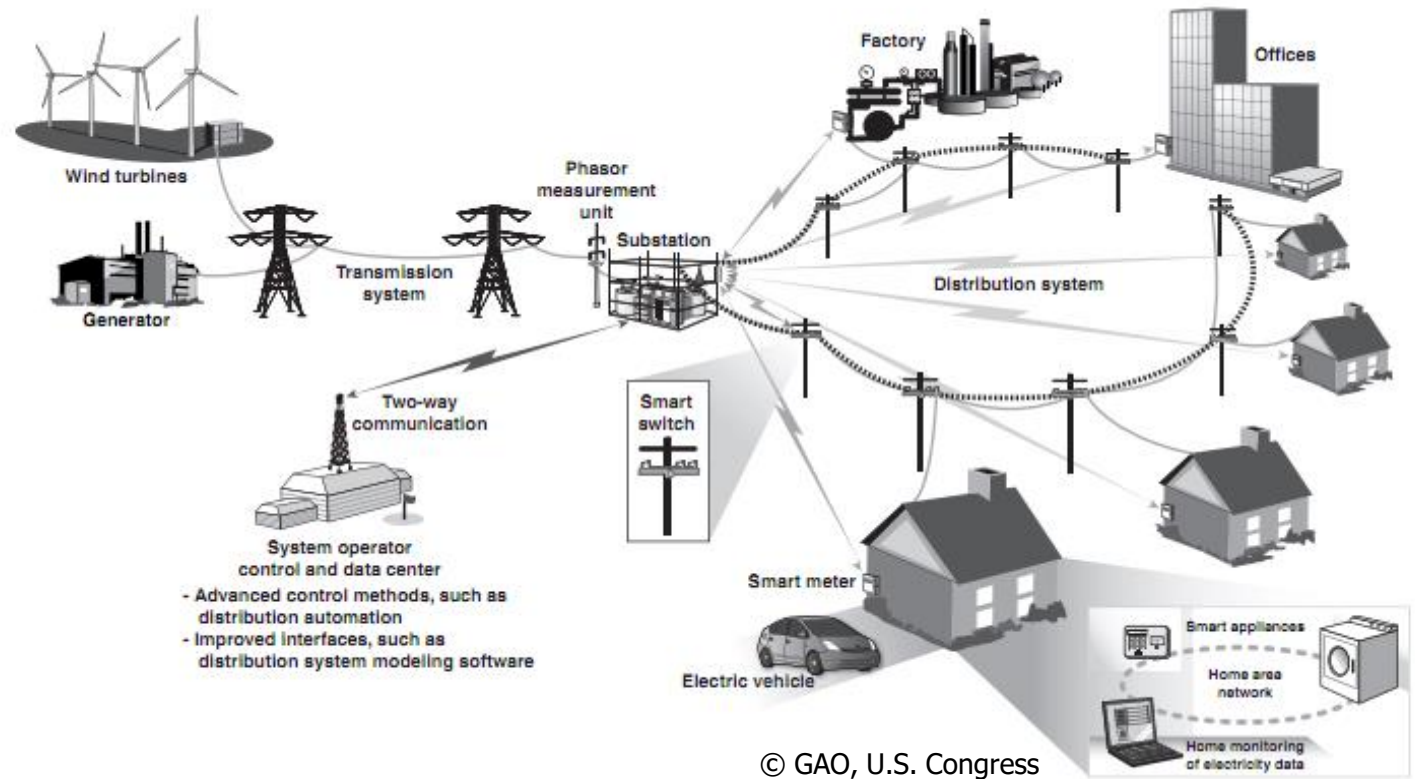 Factory
Offices
Wind turbines
Phasor
measurement
unit
Substation
Transmission
system
Generator
Distribution system
Two-way
communication
Smart
switch
System operator
control and data center
- Advanced control methods, such as
distribution automation
- Improved interfaces, such as
distribution system modeling software
Smart meter
Electric vehicle
Smart appliances
Home area
network
Home monitoring
of electricity data
© GAO, U.S. Congress